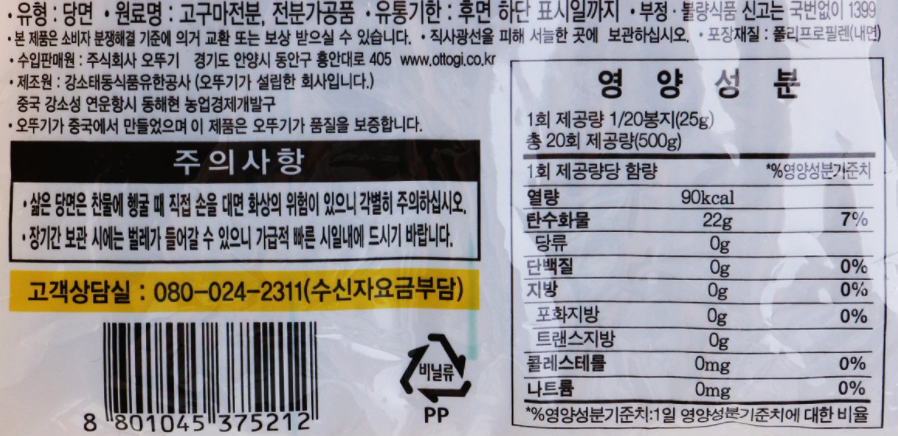 • 유형 : 당면 • 원료명 : 고구마전분, 전분가공품 • 유통기한 : 후면 하단 표시일까지 • 부정 · 불량식품 신고는 국번없이 1399
• 본 제품은 소비자 분쟁해결 기준에 의거 교환 또는 보상 받으실 수 있습니다. • 직사광선을 피해 서늘한 곳에 보관하십시오. • 포장재질 : 폴리프로필렌(내면)
• 수입판매원 : 주식회사 오뚜기 경기도 안양시 동안구 흥안대로 405 www.ottogi.co.kr
• 제조원 : 강소태동식품유한공사 (오뚜기가 설립한 회사입니다.)
중국 강소성 연운항시 동해현 농업경제개발구
• 오뚜기가 중국에서 만들었으며 이 제품은 오뚜기가 품질을 보증합니다.
주의사항
• 삶은 당면은 찬물에 헹굴 때 직접 손을 대면 화상의 위험이 있으니 각별히 주의하십시오.
• 장기간 보관 시에는 벌레가 들어갈 수 있으니 가급적 빠른 시일내에 드시기 바랍니다.
고객상담실 : 080-024-2311(수신자요금부담)
8 801045 375212
비닐류
PP
영양성분
1회 제공량 1/20봉지(25g)
총 20회 제공량(500g)
1회 제공량당 함량 *%영양성분기준치
열량 90kcal
탄수화물 22g 7%
당류 0g
단백질 0g 0%
지방 0g 0%
포화지방 0g 0%
트랜스지방 0g
콜레스테롤 0mg 0%
나트륨 0mg 0%
*%영양성분기준치:1일 영양성분기준치에 대한 비율